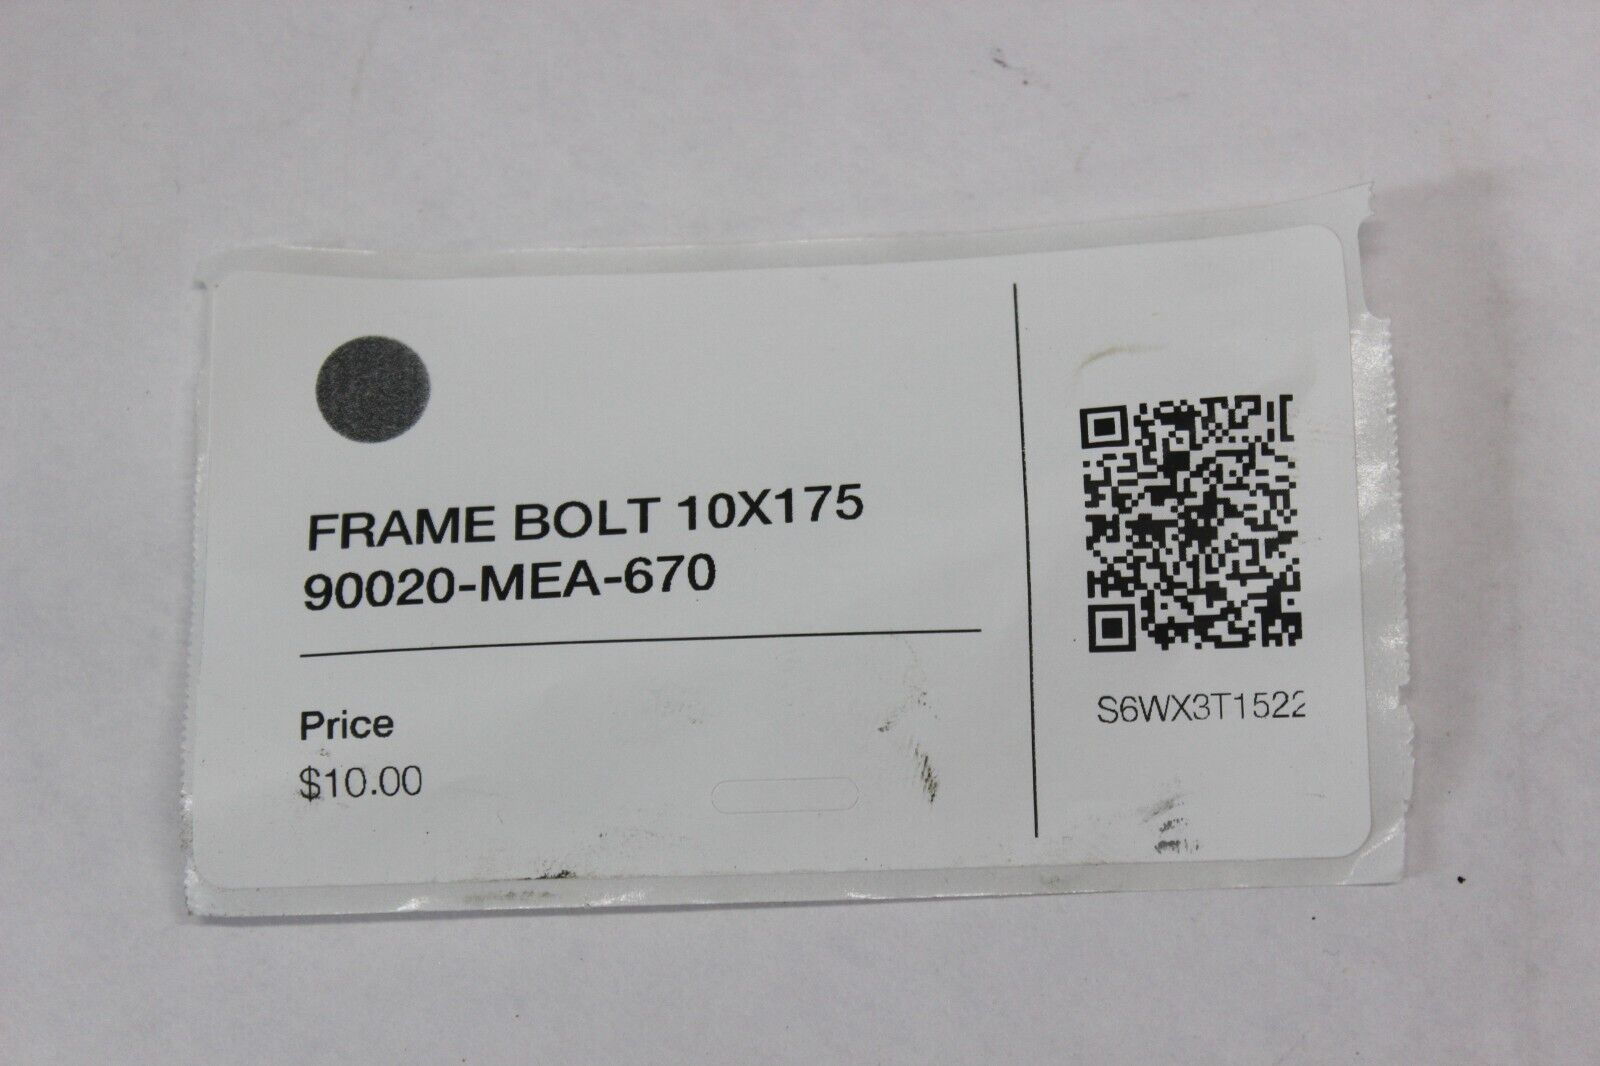 FRAME BOLT 10X175
90020-MEA-670
Price
$10.00
S6WX3T1522